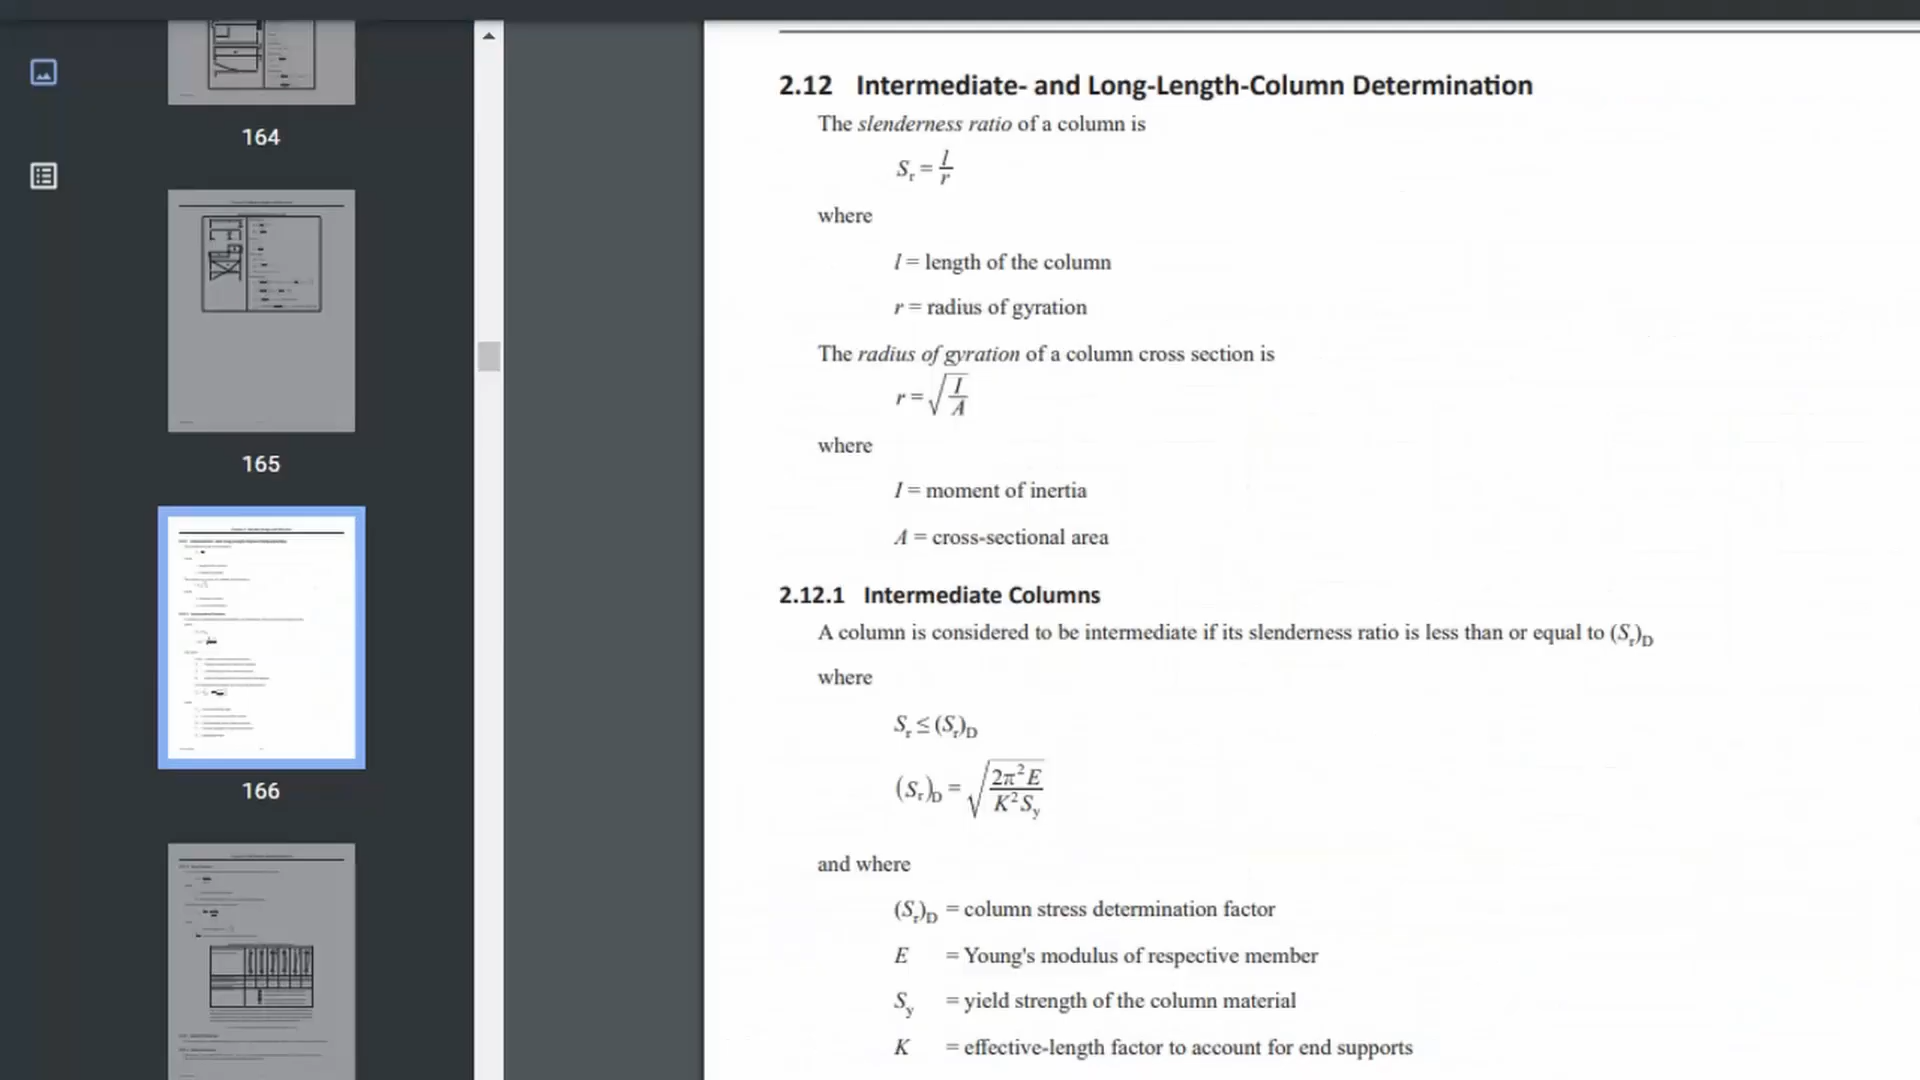 164
165
166
2.12 Intermediate- and Long-Length-Column Determination
The slenderness ratio of a column is
S_r = l/r
where
l = length of the column
r = radius of gyration
The radius of gyration of a column cross section is
r = √(I/A)
where
I = moment of inertia
A = cross-sectional area
2.12.1 Intermediate Columns
A column is considered to be intermediate if its slenderness ratio is less than or equal to (S_r)_D
where
S_r ≤ (S_r)_D
(S_r)_D = √(2π²E / K²S_y)
and where
(S_r)_D = column stress determination factor
E = Young's modulus of respective member
S_y = yield strength of the column material
K = effective-length factor to account for end supports